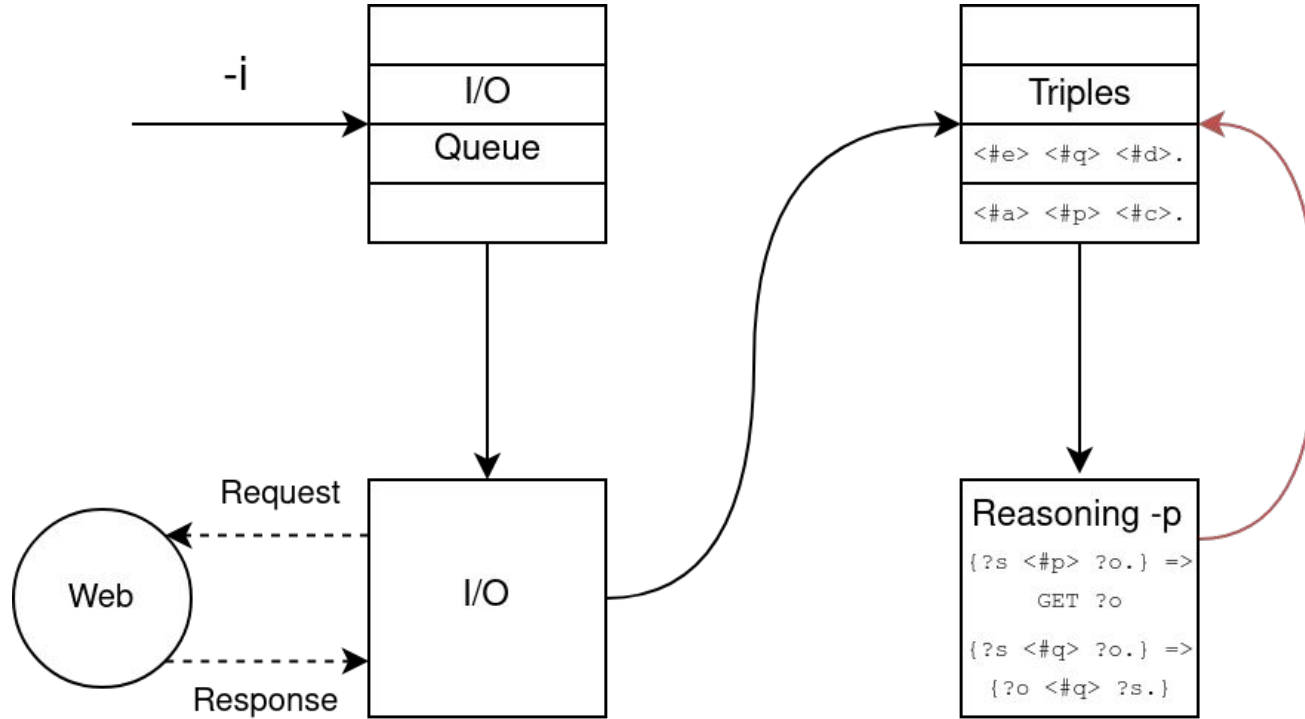 -i
I/O
Queue
Triples
<#e> <#q> <#d>.
<#a> <#p> <#c>.
Request
Web
Response
I/O
Reasoning -p
{?s <#p> ?o.} =>
GET ?o
{?s <#q> ?o.} =>
{?o <#q> ?s.}